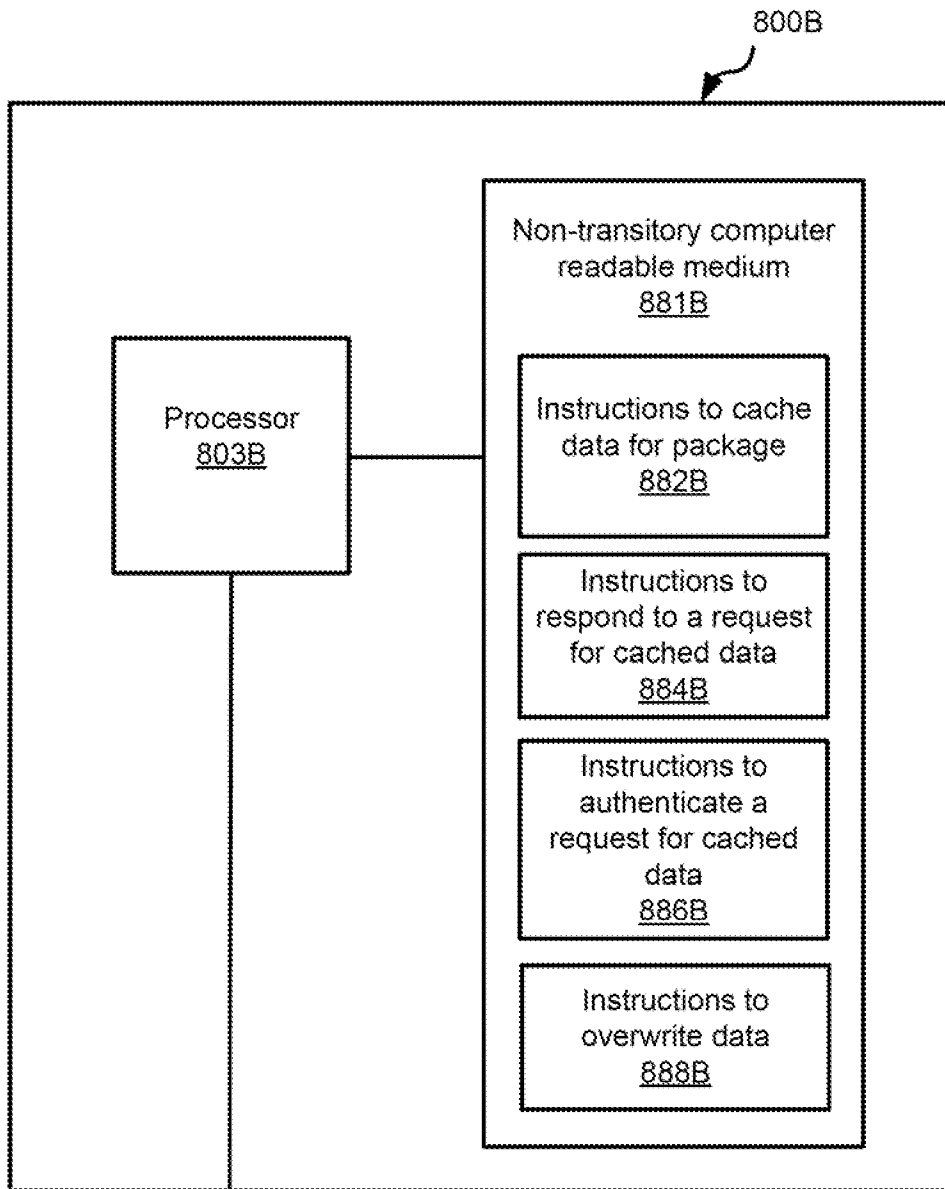 800B
Non-transitory computer
readable medium
881B
Processor
803B
Instructions to cache
data for package
882B
Instructions to
respond to a request
for cached data
884B
Instructions to
authenticate a
request for cached
data
886B
Instructions to
overwrite data
888B